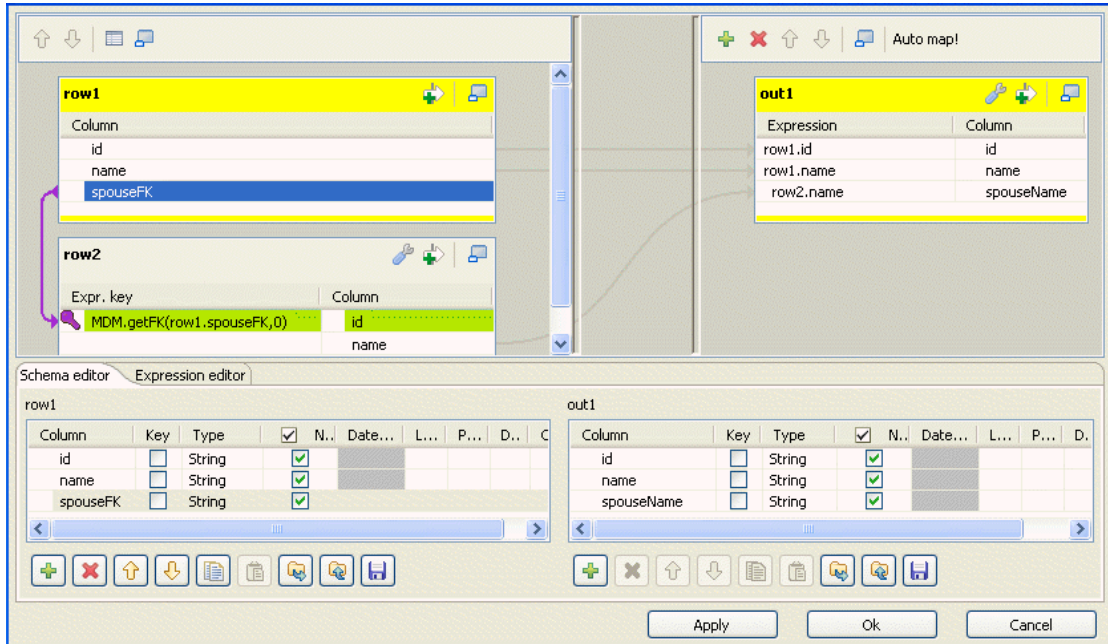 Auto map!
row1
Column
id
name
spouseFK
row2
Expr. key Column
MDM.getFK(row1.spouseFK,0) id
name
out1
Expression Column
row1.id id
row1.name name
row2.name spouseName
Schema editor Expression editor
row1
Column Key Type N.. Date... L... P... D.. C
id String
name String
spouseFK String
out1
Column Key Type N.. Date... L... P... D.
id String
name String
spouseName String
Apply Ok Cancel